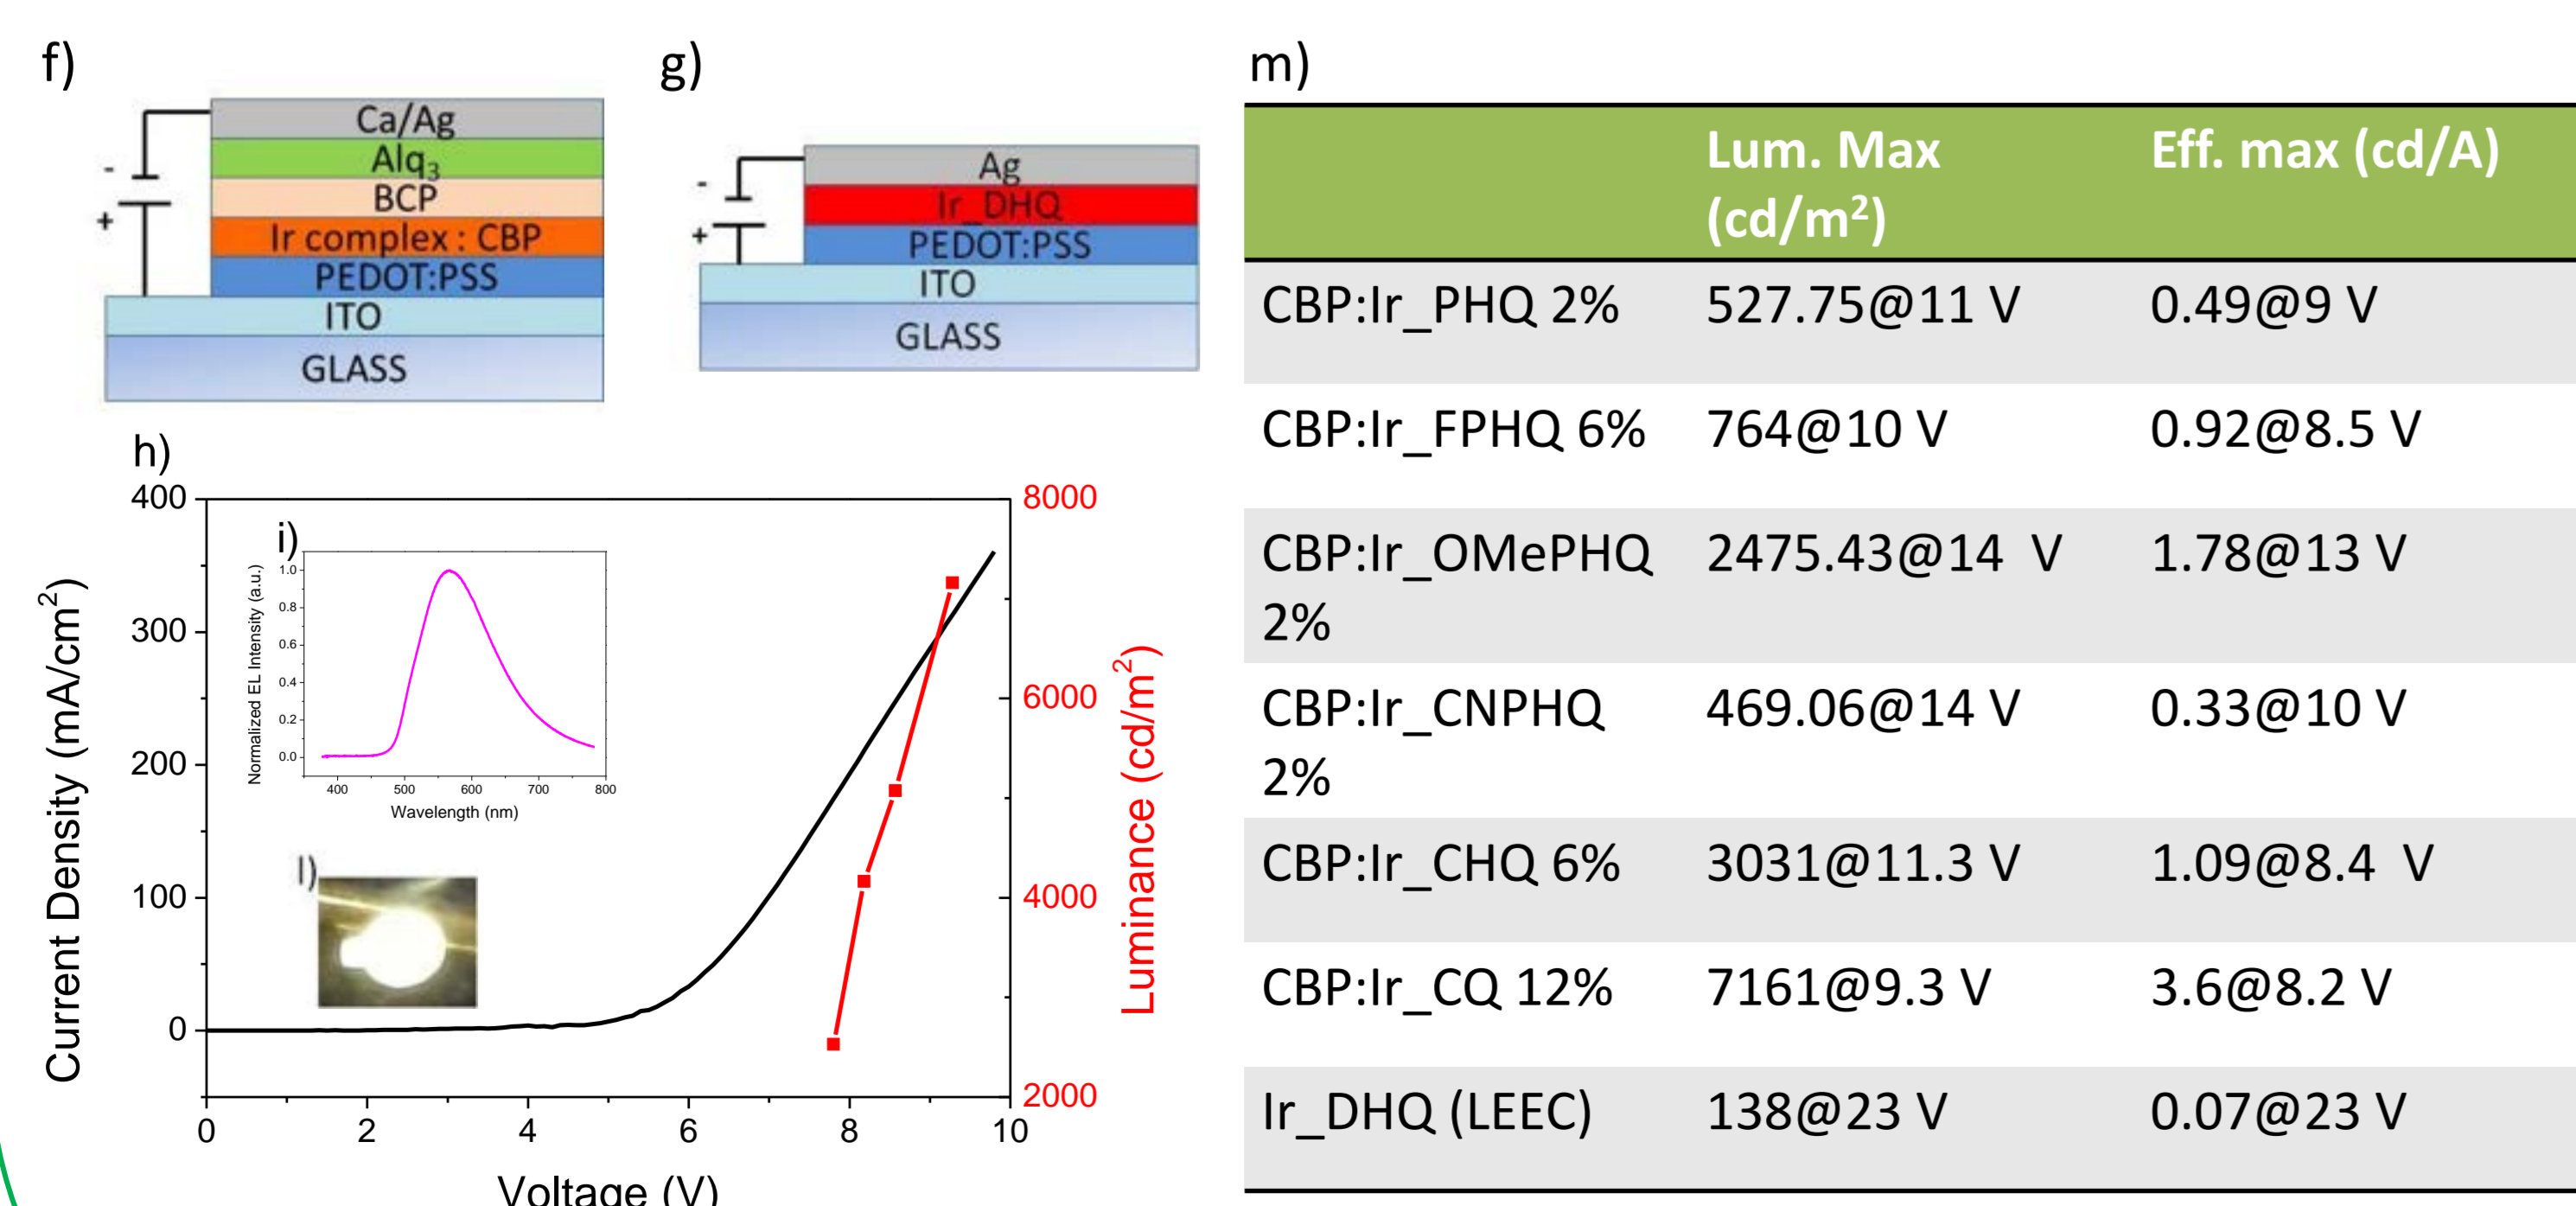 f)
Ca/Ag
Alq3
BCP
Ir complex : CBP
PEDOT:PSS
ITO
GLASS
-
+
g)
Ag
Ir_DHQ
PEDOT:PSS
ITO
GLASS
-
+
h)
400
300
200
100
0
Current Density (mA/cm2)
8000
6000
4000
2000
Luminance (cd/m2)
0 2 4 6 8 10
Voltage (V)
i)
1.0
0.8
0.6
0.4
0.2
0.0
Normalized EL Intensity (a.u.)
400 500 600 700 800
Wavelength (nm)
l)
m)
Lum. Max Eff. max (cd/A)
(cd/m2)
CBP:Ir_PHQ 2% 527.75@11 V 0.49@9 V
CBP:Ir_FPHQ 6% 764@10 V 0.92@8.5 V
CBP:Ir_OMePHQ 2475.43@14 V 1.78@13 V
2%
CBP:Ir_CNPHQ 469.06@14 V 0.33@10 V
2%
CBP:Ir_CHQ 6% 3031@11.3 V 1.09@8.4 V
CBP:Ir_CQ 12% 7161@9.3 V 3.6@8.2 V
Ir_DHQ (LEEC) 138@23 V 0.07@23 V